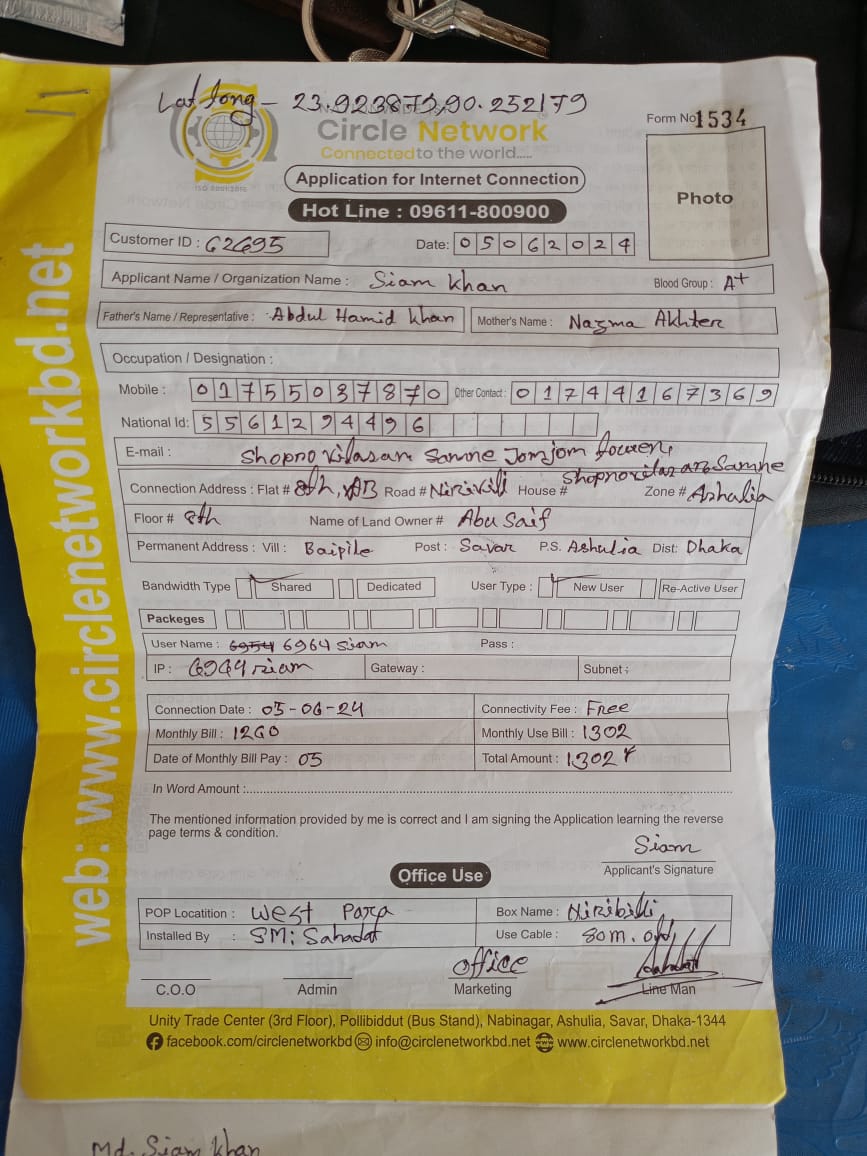 Lat long - 23.923873,90.252179
Circle Network
Connected to the world.....
ISO 9001:2015
Form No 1534
Photo
Application for Internet Connection
Hot Line : 09611-800900
Customer ID : 62695
Date: 05062024
Applicant Name / Organization Name : Siam Khan Blood Group : A+
Father's Name / Representative : Abdul Hamid Khan Mother's Name : Nazma Akhter
Occupation / Designation :
Mobile : 01755037870 Other Contact : 01744167369
National Id: 5561294496
E-mail : Shopno vilasar Samne Jomjom tower,
Connection Address : Flat # 8th, Road # Nirivili House # Shopnovilasar Samne Zone # Ashulia
Floor # 8th Name of Land Owner # Abu Saif
Permanent Address : Vill : Baipile Post : Savar P.S. Ashulia Dist: Dhaka
Bandwidth Type Shared Dedicated User Type : New User Re-Active User
Packeges
User Name : 6954 6964 siam Pass :
IP : 6964 siam Gateway : Subnet :
Connection Date : 05-06-24 Connectivity Fee : Free
Monthly Bill : 1260 Monthly Use Bill : 1302
Date of Monthly Bill Pay : 05 Total Amount : 1302
In Word Amount :
The mentioned information provided by me is correct and I am signing the Application learning the reverse
page terms & condition.
Siam
Applicant's Signature
Office Use
POP Locatition : West Para Box Name : Niribili
Installed By : SM: Sahadat Use Cable : 80m.
office Sahadat
C.O.O Admin Marketing Line Man
Unity Trade Center (3rd Floor), Pollibiddut (Bus Stand), Nabinagar, Ashulia, Savar, Dhaka-1344
facebook.com/circlenetworkbd info@circlenetworkbd.net www.circlenetworkbd.net
web: www.circlenetworkbd.net
Md. Siam Khan